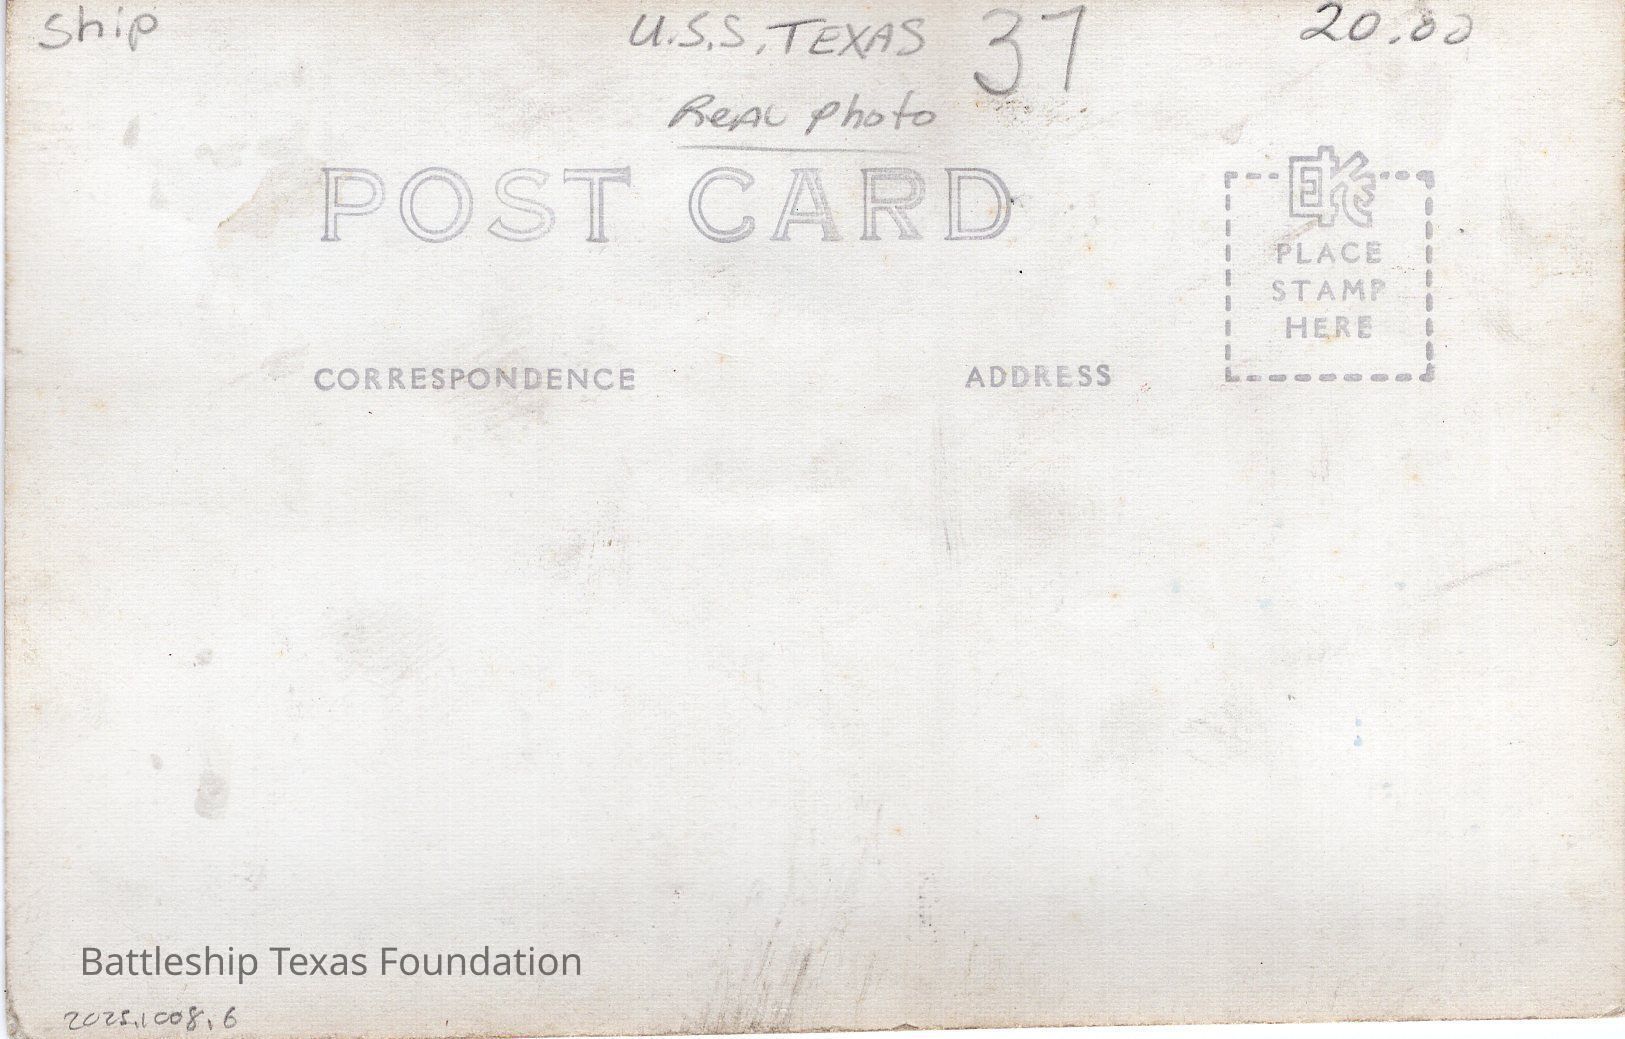 Ship
U.S.S. TEXAS 37
20.00
Real Photo
POST CARD
EKC
PLACE
STAMP
HERE
CORRESPONDENCE
ADDRESS
Battleship Texas Foundation
2025.1008.6